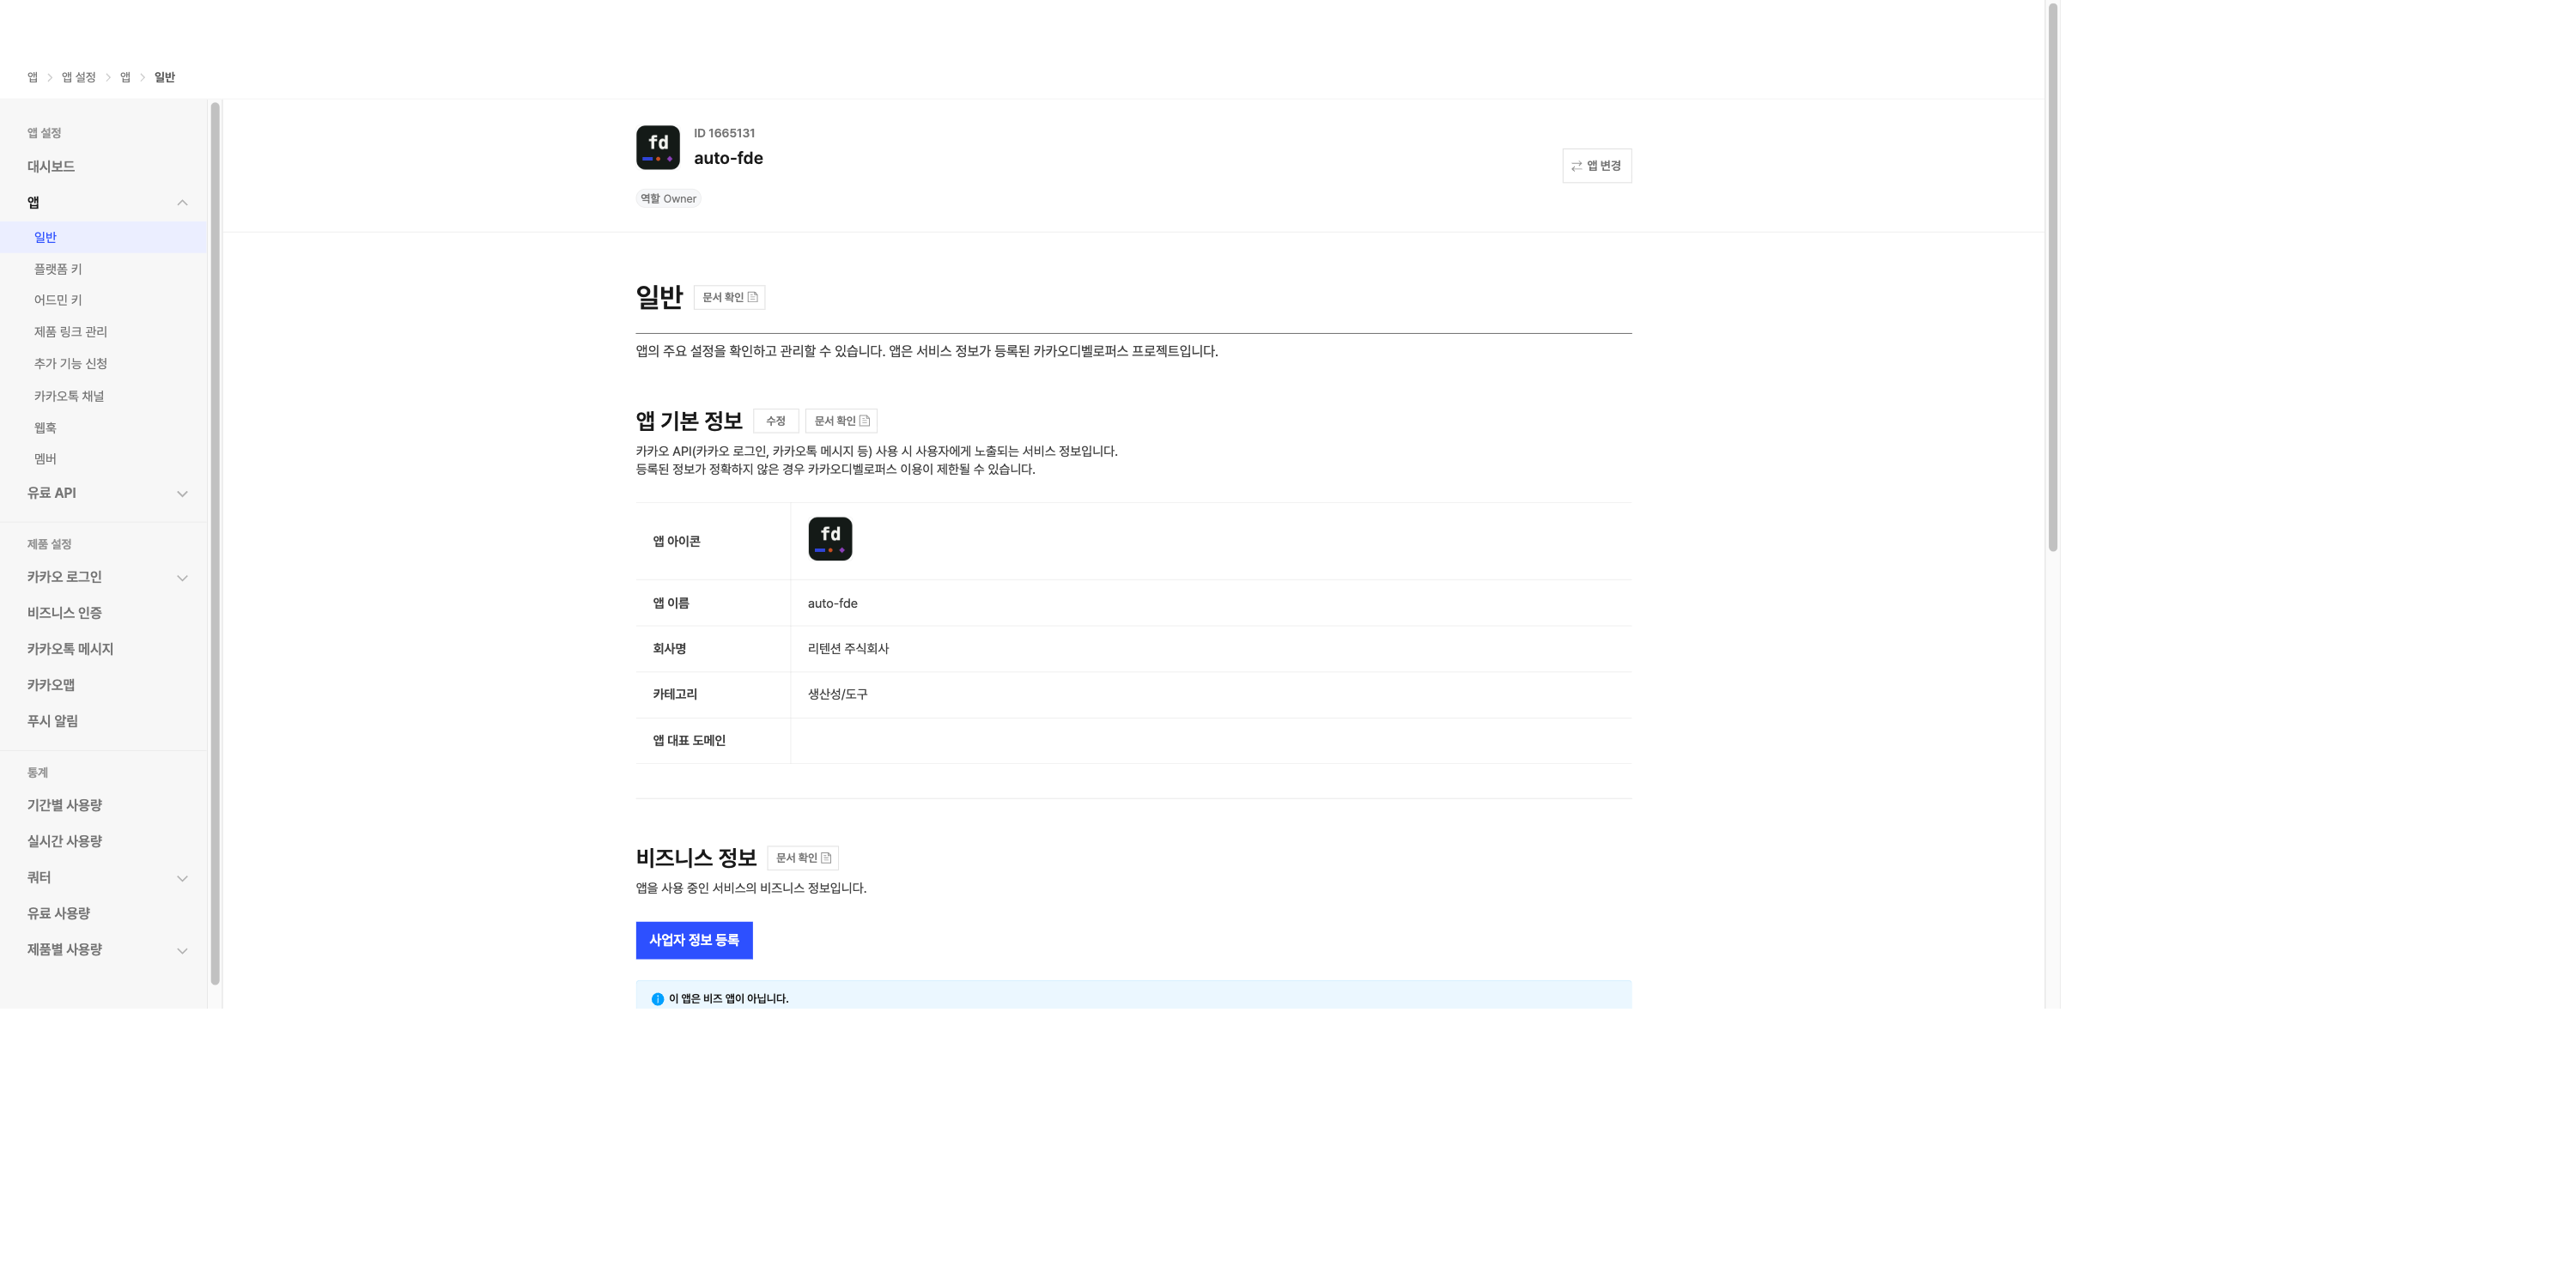 앱 > 앱 설정 > 앱 > 일반
앱 설정
대시보드
앱
일반
플랫폼 키
어드민 키
제품 링크 관리
추가 기능 신청
카카오톡 채널
웹훅
멤버
유료 API
제품 설정
카카오 로그인
비즈니스 인증
카카오톡 메시지
카카오맵
푸시 알림
통계
기간별 사용량
실시간 사용량
쿼터
유료 사용량
제품별 사용량
fd
ID 1665131
auto-fde
역할 Owner
앱 변경
일반 문서 확인
앱의 주요 설정을 확인하고 관리할 수 있습니다. 앱은 서비스 정보가 등록된 카카오디벨로퍼스 프로젝트입니다.
앱 기본 정보 수정 문서 확인
카카오 API(카카오 로그인, 카카오톡 메시지 등) 사용 시 사용자에게 노출되는 서비스 정보입니다.
등록된 정보가 정확하지 않은 경우 카카오디벨로퍼스 이용이 제한될 수 있습니다.
앱 아이콘 fd
앱 이름 auto-fde
회사명 리텐션 주식회사
카테고리 생산성/도구
앱 대표 도메인
비즈니스 정보 문서 확인
앱을 사용 중인 서비스의 비즈니스 정보입니다.
사업자 정보 등록
이 앱은 비즈 앱이 아닙니다.